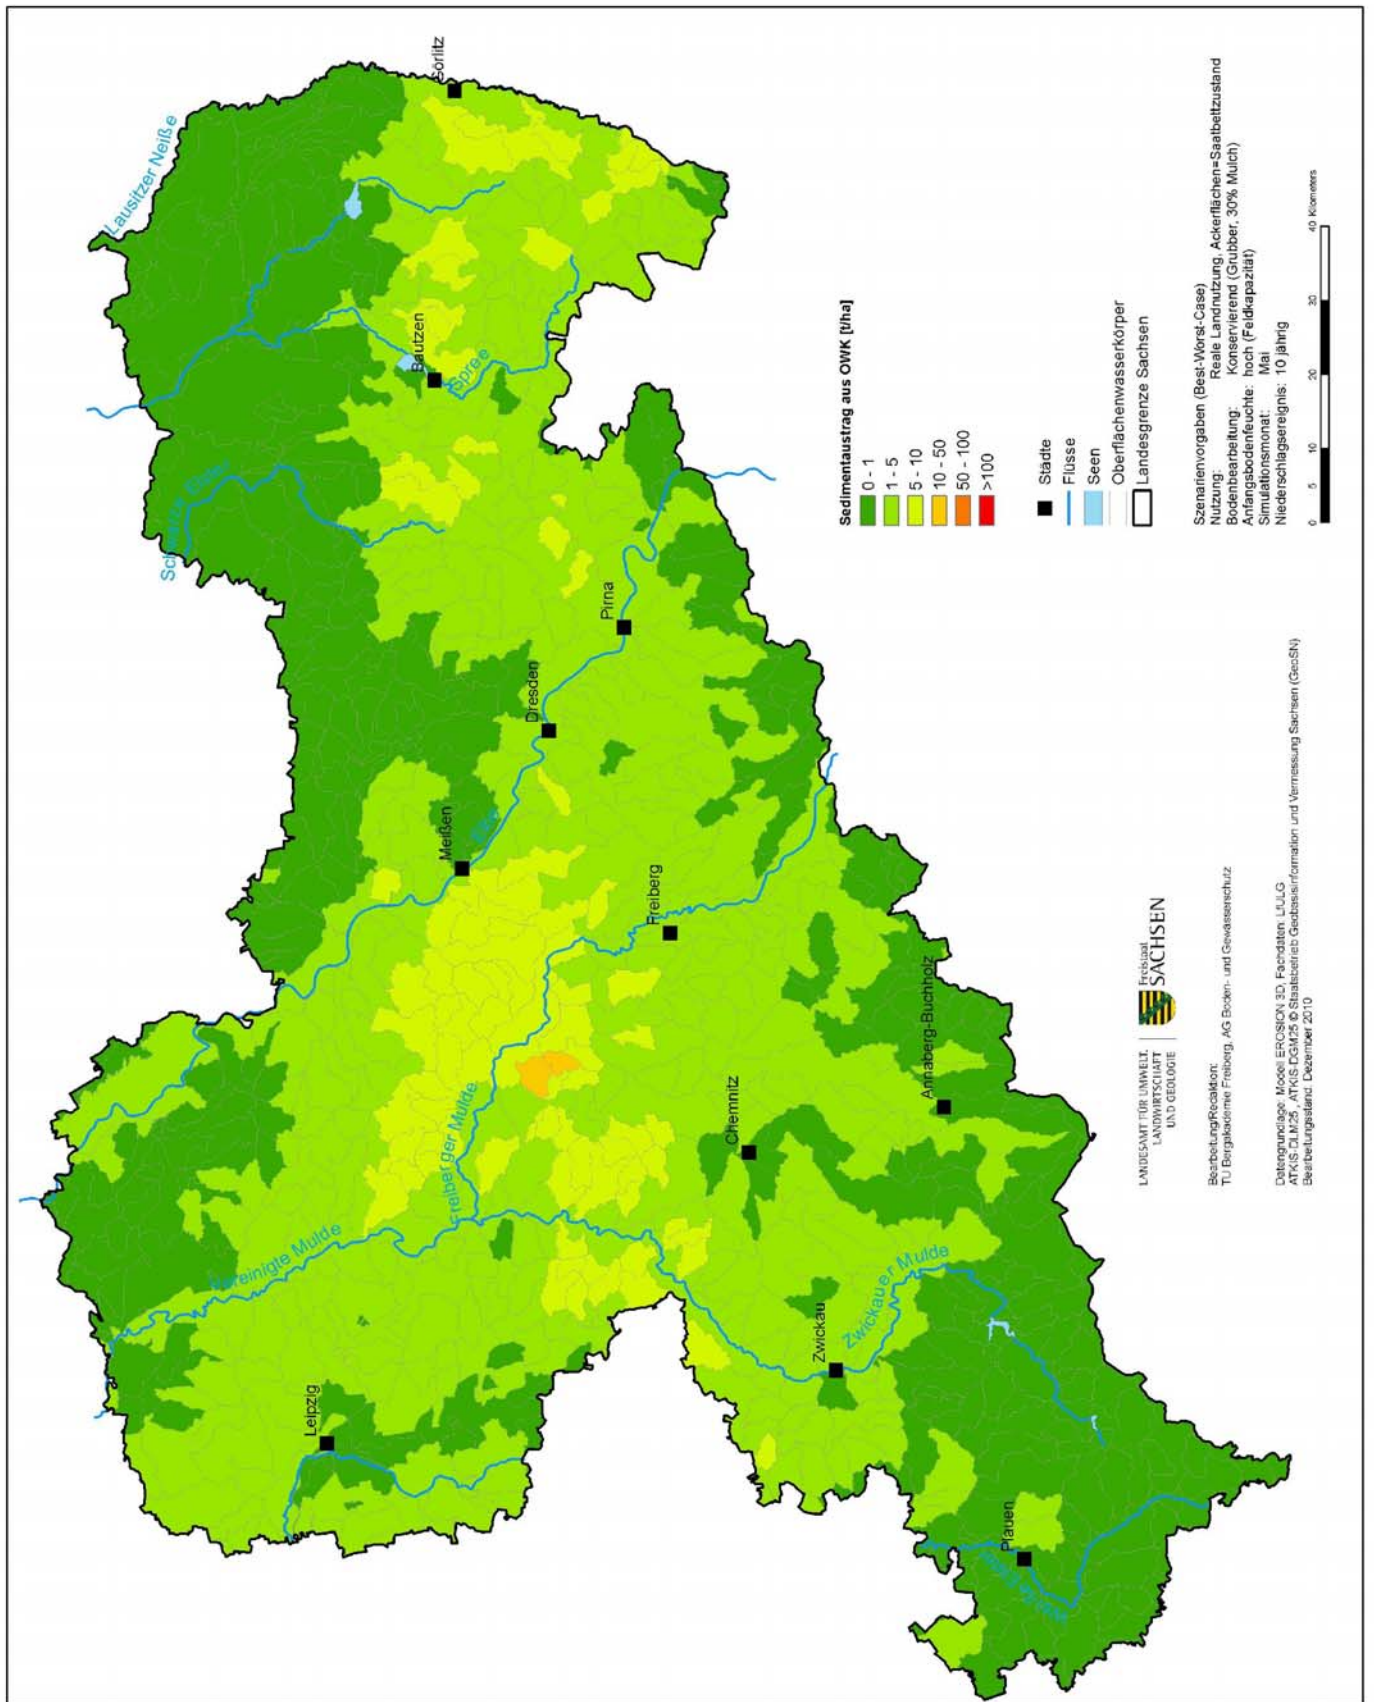 Lausitzer Neiße
Görlitz
Bautzen
Spree
Schwarze Elster
Pirna
Dresden
Meißen
Elbe
Freiberg
Freiberger Mulde
Vereinigte Mulde
Chemnitz
Annaberg-Buchholz
Zwickau
Zwickauer Mulde
Leipzig
Plauen
Sedimentaustrag aus OWK [t/ha]
0 - 1
1 - 5
5 - 10
10 - 50
50 - 100
>100
Städte
Flüsse
Seen
Oberflächenwasserkörper
Landesgrenze Sachsen
Szenarienvorgaben (Best-Worst-Case)
Nutzung: Reale Landnutzung, Ackerflächen=Saatbettzustand
Bodenbearbeitung: Konservierend (Grubber, 30% Mulch)
Anfangsbodenfeuchte: hoch (Feldkapazität)
Simulationsmonat: Mai
Niederschlagsereignis: 10 jährig
0 5 10 20 30 40 Kilometers
LANDESAMT FÜR UMWELT,
LANDWIRTSCHAFT
UND GEOLOGIE
Freistaat
SACHSEN
Bearbeitung/Redaktion:
TU Bergakademie Freiberg, AG Boden- und Gewässerschutz
Datengrundlage: Modell EROSION 3D, Fachdaten: LfULG
ATKIS-DLM25, ATKIS-DGM25 © Staatsbetrieb Geobasisinformation und Vermessung Sachsen (GeoSN)
Bearbeitungsstand: Dezember 2010